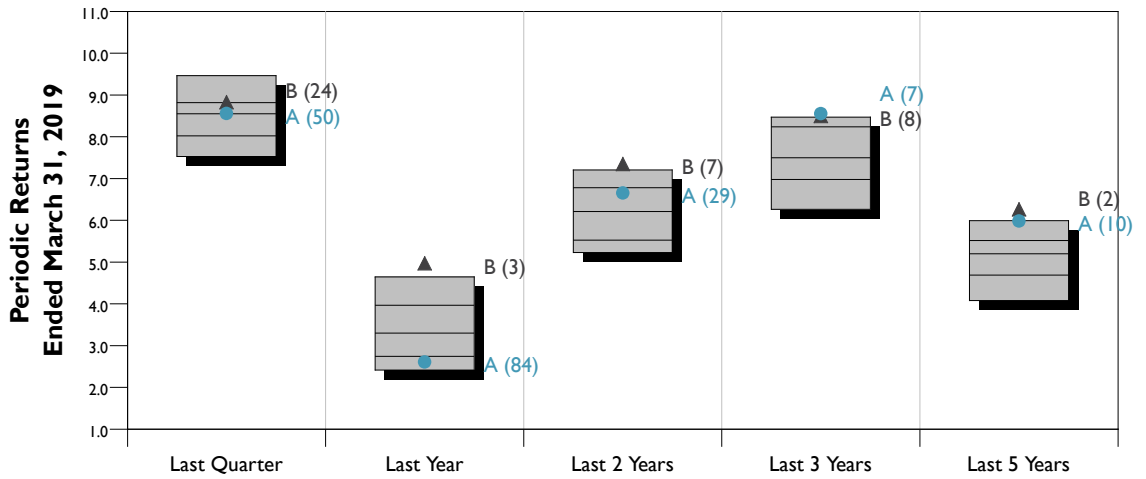 Periodic Returns
Ended March 31, 2019
11.0
10.0
9.0
8.0
7.0
6.0
5.0
4.0
3.0
2.0
1.0
B (24)
A (50)
B (3)
A (84)
B (7)
A (29)
A (7)
B (8)
B (2)
A (10)
Last Quarter
Last Year
Last 2 Years
Last 3 Years
Last 5 Years